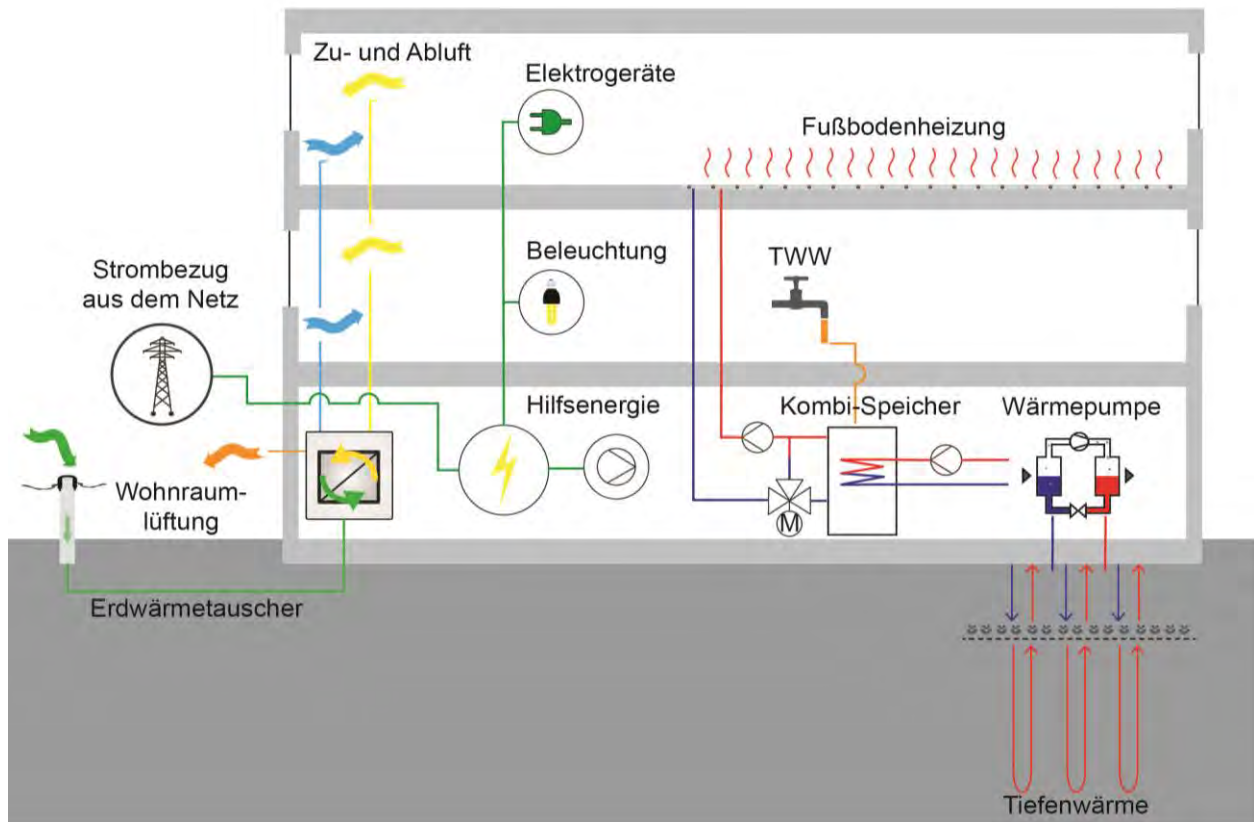 Zu- und Abluft
Elektrogeräte
Fußbodenheizung
Strombezug
aus dem Netz
Beleuchtung
TWW
Hilfsenergie
Kombi-Speicher
Wärmepumpe
Wohnraum-
lüftung
M
Erdwärmetauscher
Tiefenwärme